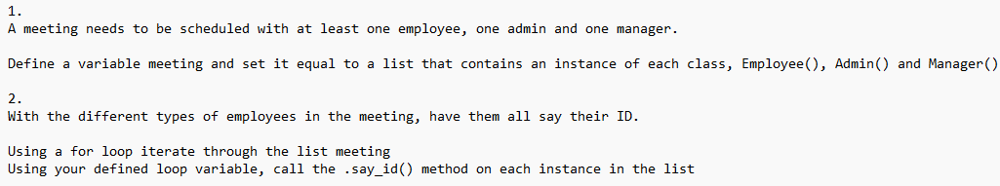 1.
A meeting needs to be scheduled with at least one employee, one admin and one manager.
Define a variable meeting and set it equal to a list that contains an instance of each class, Employee(), Admin() and Manager()
2.
With the different types of employees in the meeting, have them all say their ID.
Using a for loop iterate through the list meeting
Using your defined loop variable, call the .say_id() method on each instance in the list